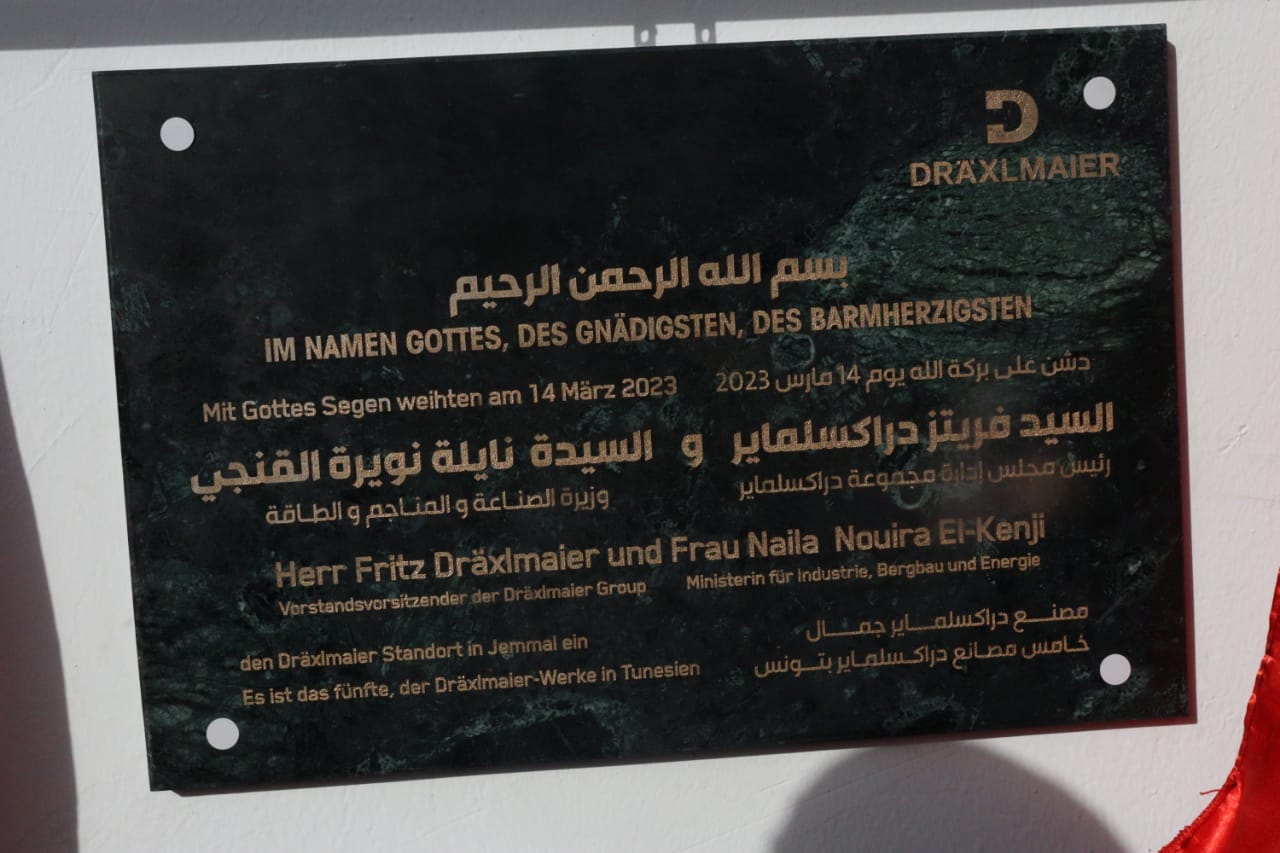 DRÄXLMAIER
بسم الله الرحمن الرحيم
IM NAMEN GOTTES, DES GNÄDIGSTEN, DES BARMHERZIGSTEN
دشن على بركة الله يوم 14 مارس 2023
Mit Gottes Segen weihten am 14 März 2023
السيد فريتز دراكسلماير و السيدة نايلة نويرة القنجي
رئيس مجلس إدارة مجموعة دراكسلماير
وزيرة الصناعة و المناجم و الطاقة
Herr Fritz Dräxlmaier und Frau Naila Nouira El-Kenji
Vorstandsvorsitzender der Dräxlmaier Group
Ministerin für Industrie, Bergbau und Energie
مصنع دراكسلماير جمال
خامس مصانع دراكسلماير بتونس
den Dräxlmaier Standort in Jemmal ein
Es ist das fünfte, der Dräxlmaier-Werke in Tunesien